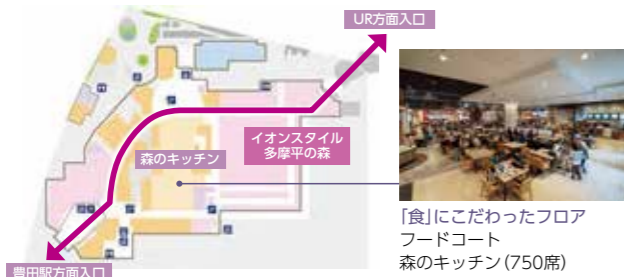 UR方面入口
イオンスタイル
多摩平の森
森のキッチン
豊田駅方面入口
「食」にこだわったフロア
フードコート
森のキッチン(750席)